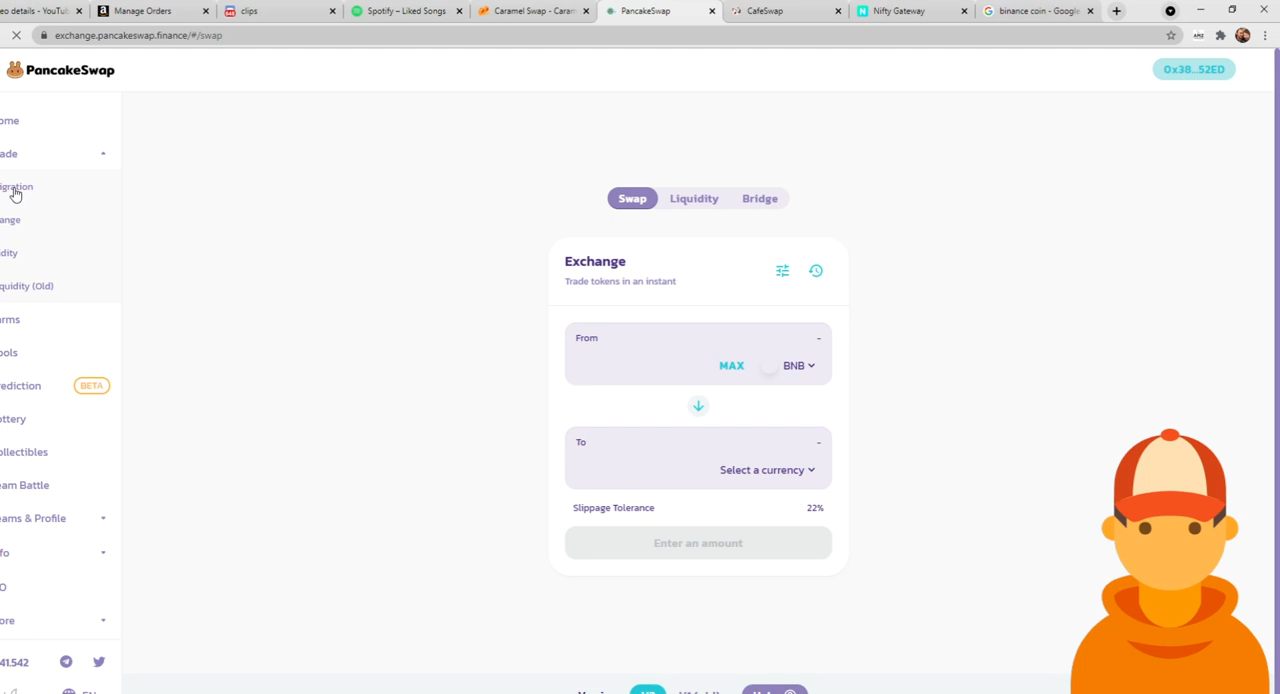 eo details - YouTub
Manage Orders
clips
Spotify – Liked Songs
Caramel Swap - Caram
PancakeSwap
CafeSwap
Nifty Gateway
binance coin - Google
exchange.pancakeswap.finance/#/swap
PancakeSwap
0x38...52ED
ome
ade
igration
ange
idity
quidity (Old)
arms
ools
rediction
BETA
ottery
ollectibles
eam Battle
eams & Profile
fo
O
ore
41.542
EN
Swap
Liquidity
Bridge
Exchange
Trade tokens in an instant
From
-
MAX
BNB
To
-
Select a currency
Slippage Tolerance
22%
Enter an amount